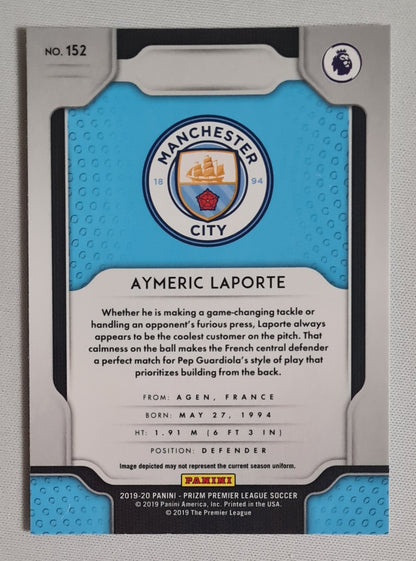 NO. 152
MANCHESTER
18 94
CITY
AYMERIC LAPORTE
Whether he is making a game-changing tackle or
handling an opponent's furious press, Laporte always
appears to be the coolest customer on the pitch. That
calmness on the ball makes the French central defender
a perfect match for Pep Guardiola's style of play that
prioritizes building from the back.
FROM: AGEN, FRANCE
BORN: MAY 27, 1994
HT: 1.91 M (6 FT 3 IN)
POSITION: DEFENDER
Image depicted may not represent the current season uniform.
PANINI
2019-20 PANINI - PRIZM PREMIER LEAGUE SOCCER
© 2019 Panini America, Inc. Printed in the USA.
© 2019 The Premier League